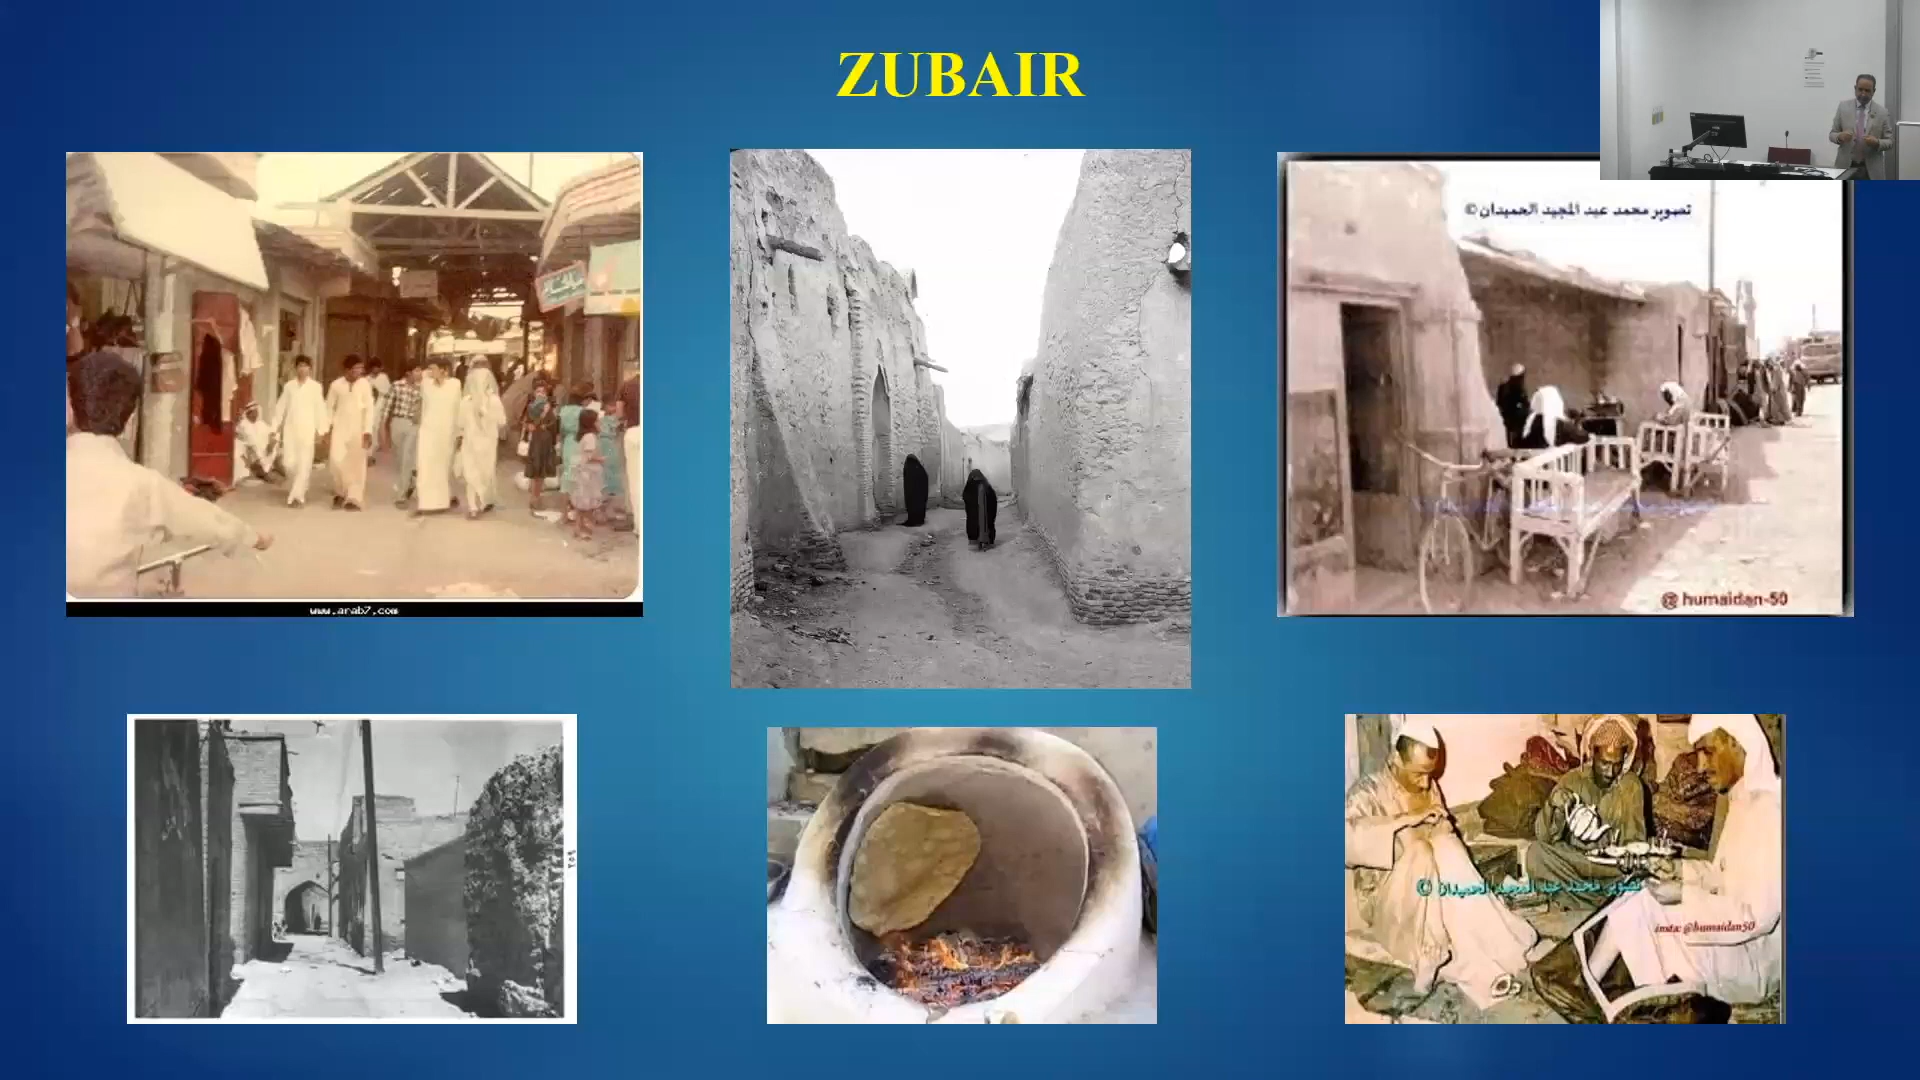 ZUBAIR
تصوير محمد عبد المجيد الحميدان©
www.arab7.com
@humaidan-50
تصوير محمد عبد المجيد الحميدان ©
insta: @humaidan50